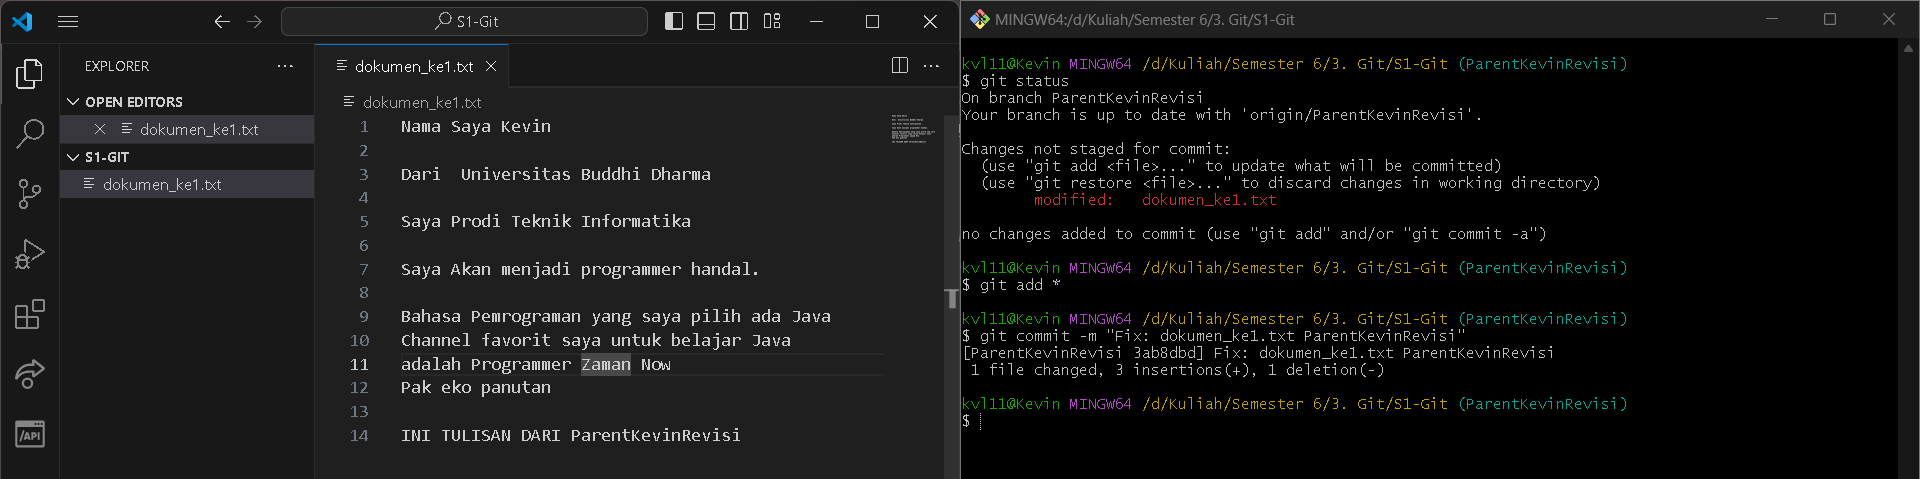 S1-Git
EXPLORER
OPEN EDITORS
dokumen_ke1.txt
S1-GIT
dokumen_ke1.txt
/API
dokumen_ke1.txt
dokumen_ke1.txt
1 Nama Saya Kevin
2
3 Dari  Universitas Buddhi Dharma
4
5 Saya Prodi Teknik Informatika
6
7 Saya Akan menjadi programmer handal.
8
9 Bahasa Pemrograman yang saya pilih ada Java
10 Channel favorit saya untuk belajar Java
11 adalah Programmer Zaman Now
12 Pak eko panutan
13
14 INI TULISAN DARI ParentKevinRevisi
MINGW64:/d/Kuliah/Semester 6/3. Git/S1-Git
kvl11@Kevin MINGW64 /d/Kuliah/Semester 6/3. Git/S1-Git (ParentKevinRevisi)
$ git status
On branch ParentKevinRevisi
Your branch is up to date with 'origin/ParentKevinRevisi'.
Changes not staged for commit:
(use "git add <file>..." to update what will be committed)
(use "git restore <file>..." to discard changes in working directory)
modified:   dokumen_ke1.txt
no changes added to commit (use "git add" and/or "git commit -a")
kvl11@Kevin MINGW64 /d/Kuliah/Semester 6/3. Git/S1-Git (ParentKevinRevisi)
$ git add *
kvl11@Kevin MINGW64 /d/Kuliah/Semester 6/3. Git/S1-Git (ParentKevinRevisi)
$ git commit -m "Fix: dokumen_ke1.txt ParentKevinRevisi"
[ParentKevinRevisi 3ab8dbd] Fix: dokumen_ke1.txt ParentKevinRevisi
1 file changed, 3 insertions(+), 1 deletion(-)
kvl11@Kevin MINGW64 /d/Kuliah/Semester 6/3. Git/S1-Git (ParentKevinRevisi)
$